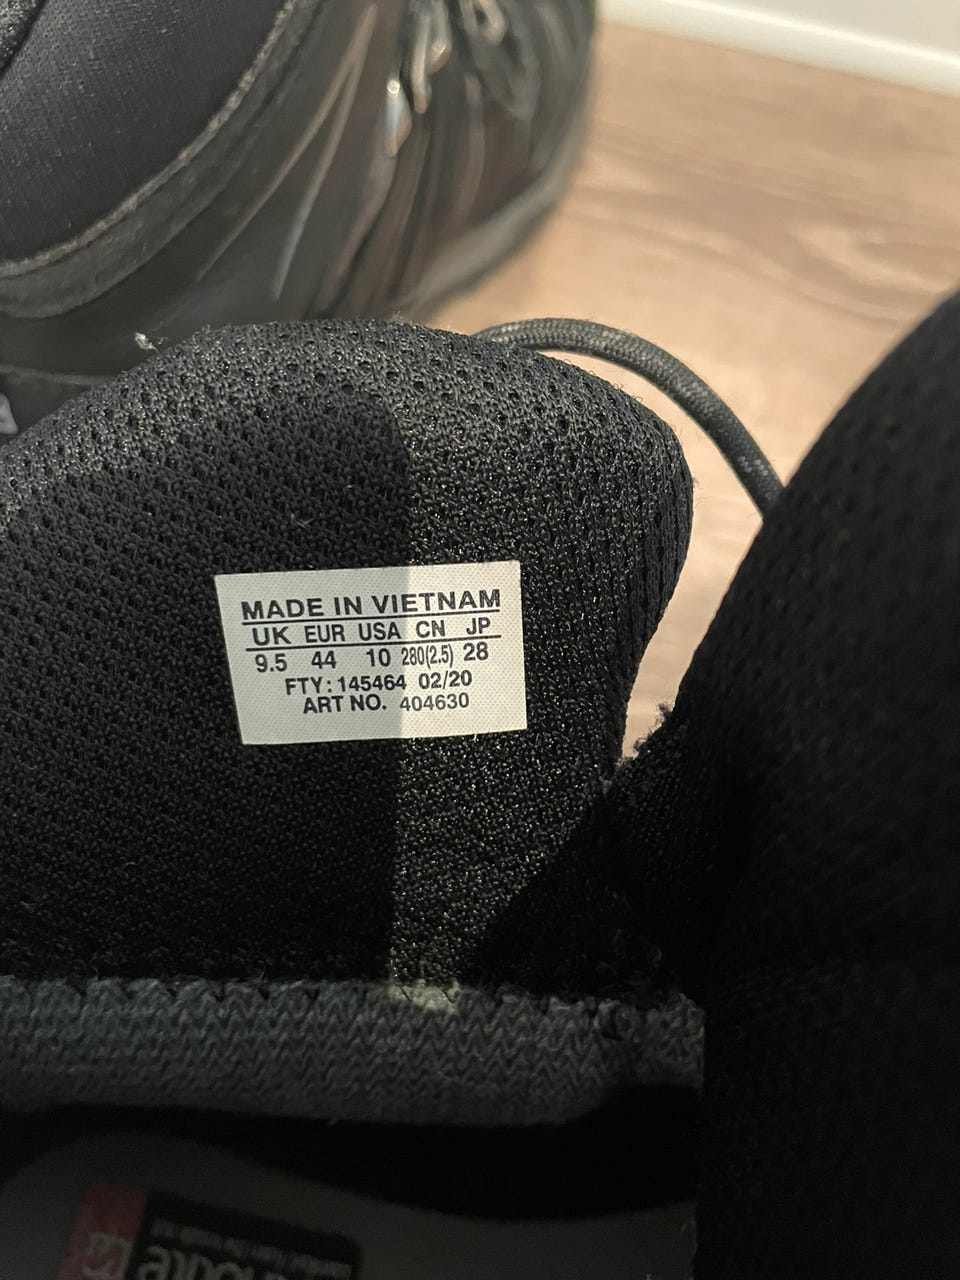 MADE IN VIETNAM
UK EUR USA CN JP
9.5 44 10 280(2.5) 28
FTY: 145464 02/20
ART NO. 404630